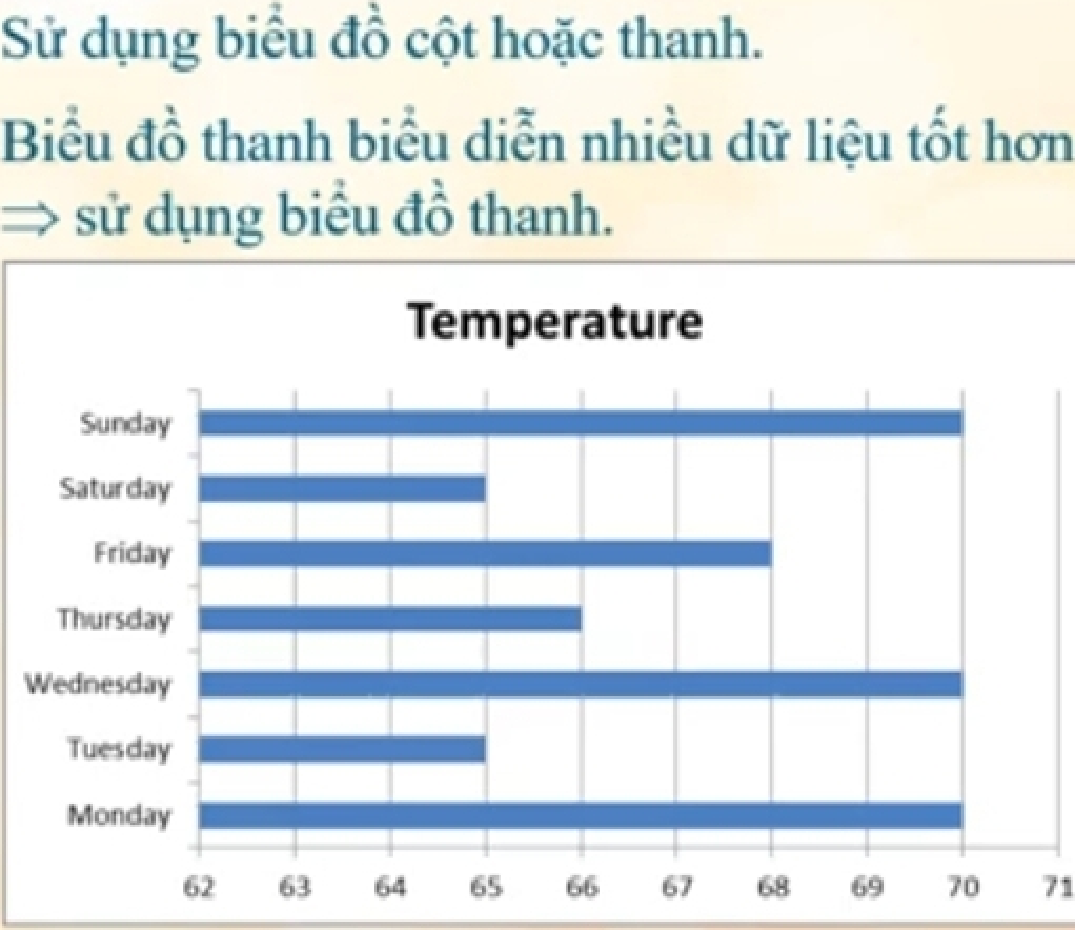 Sử dụng biểu đồ cột hoặc thanh.
Biểu đồ thanh biểu diễn nhiều dữ liệu tốt hơn
⇒ sử dụng biểu đồ thanh.
Temperature
Sunday
Saturday
Friday
Thursday
Wednesday
Tuesday
Monday
62 63 64 65 66 67 68 69 70 71